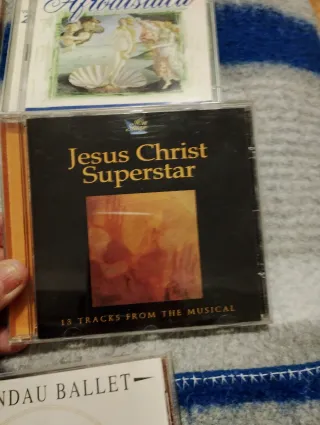 Jesus Christ
Superstar
15 TRACKS FROM THE MUSICAL
NDAU BALLET